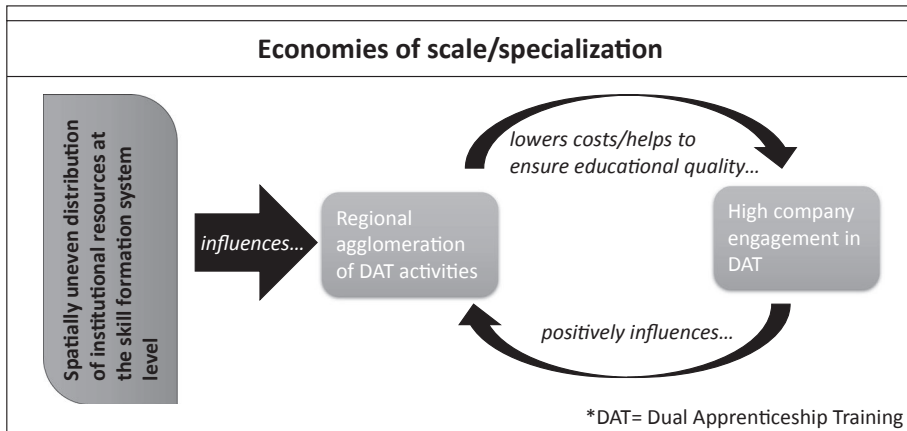 Economies of scale/specialization
Spatially uneven distribution
of institutional resources at
the skill formation system
level
influences...
Regional
agglomeration
of DAT activities
lowers costs/helps to
ensure educational quality...
High company
engagement in
DAT
positively influences...
*DAT= Dual Apprenticeship Training